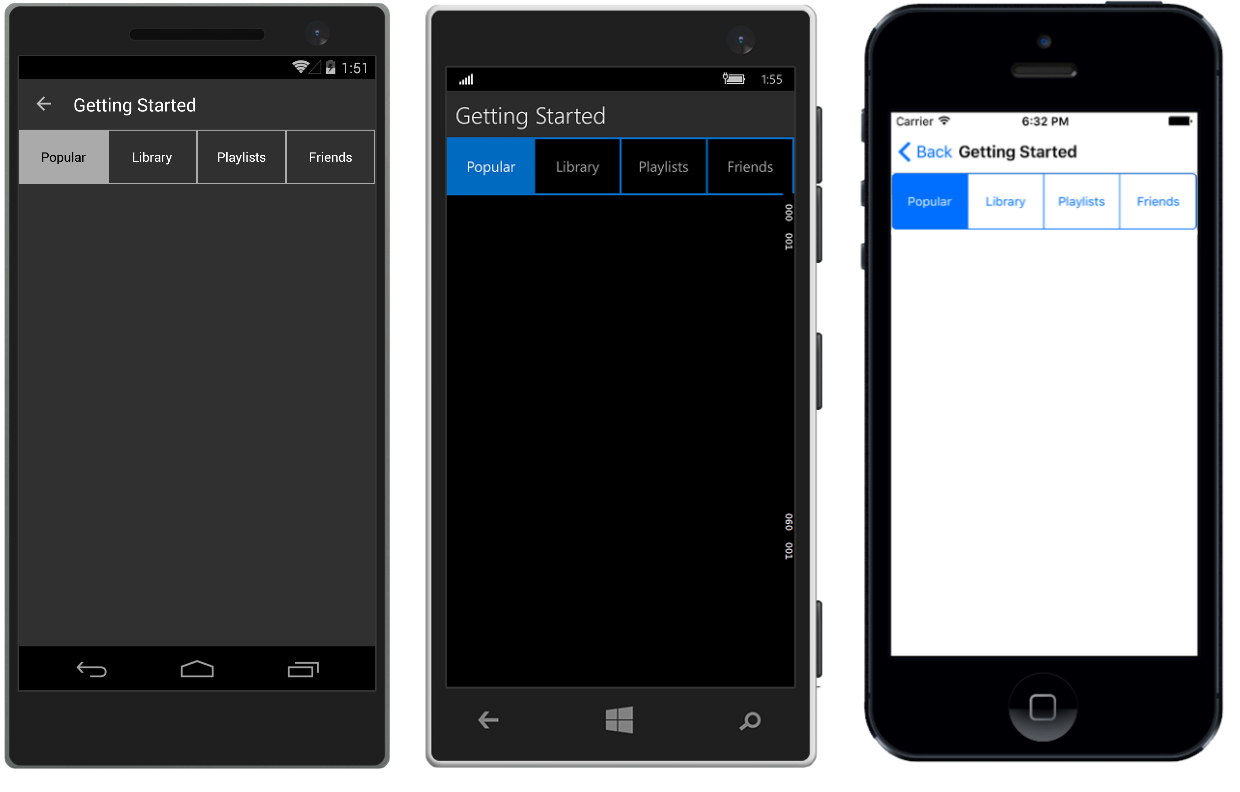 1:51
Getting Started
Popular Library Playlists Friends
1:55
Getting Started
Popular Library Playlists Friends
000 001
060 001
Carrier 6:32 PM
Back Getting Started
Popular Library Playlists Friends